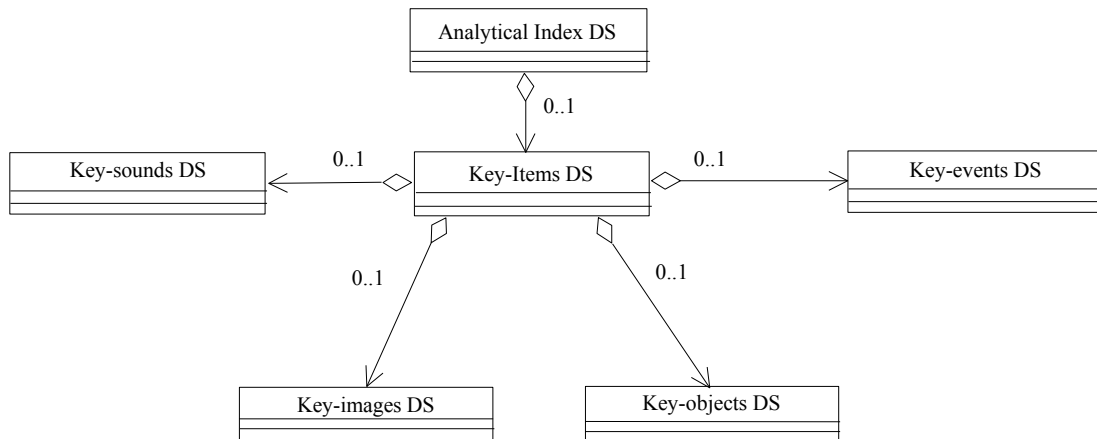 Analytical Index DS
0..1
Key-sounds DS
0..1
Key-Items DS
0..1
Key-events DS
0..1
0..1
Key-images DS
Key-objects DS